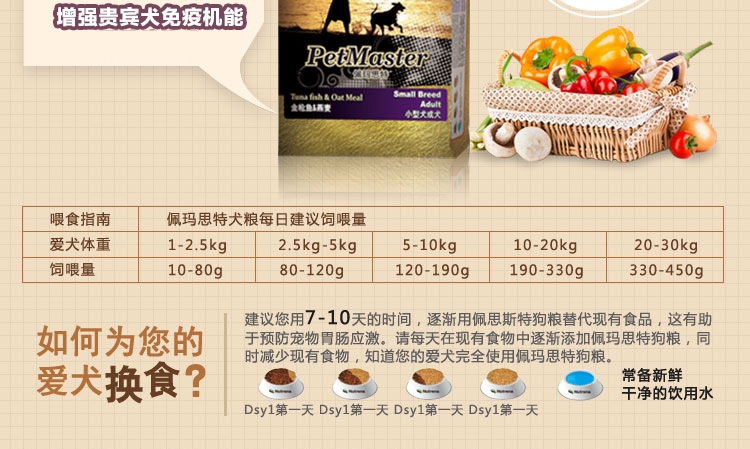 增强贵宾犬免疫机能
PetMaster
佩玛思特
Tuna fish & Oat Meal
金吆鱼&燕麦
Small Breed
Adult
小型犬成犬
喂食指南 佩玛思特犬粮每日建议饲喂量
爱犬体重 1-2.5kg 2.5kg-5kg 5-10kg 10-20kg 20-30kg
饲喂量 10-80g 80-120g 120-190g 190-330g 330-450g
如何为您的
爱犬换食?
建议您用7-10天的时间，逐渐用佩思斯特狗粮替代现有食品，这有助
于预防宠物胃肠应激。请每天在现有食物中逐渐添加佩玛思特狗粮，同
时减少现有食物，知道您的爱犬完全使用佩玛思特狗粮。
Dsy1第一天 Dsy1第一天 Dsy1第一天 Dsy1第一天
常备新鲜
干净的饮用水